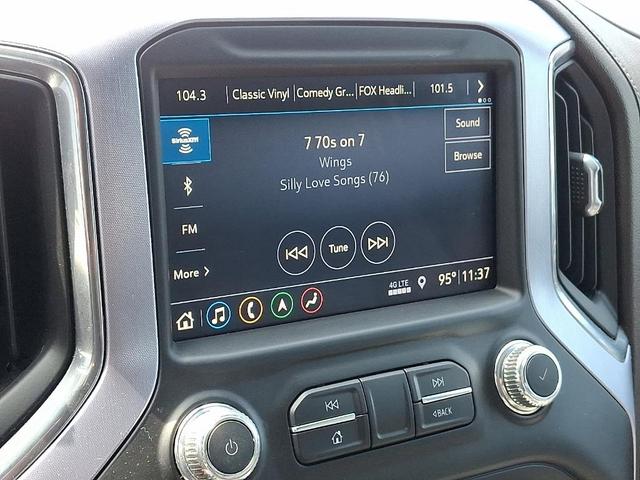 104.3 Classic Vinyl Comedy Gr... FOX Headli... 101.5
SiriusXM
Sound
7 70s on 7
Browse
Wings
Silly Love Songs (76)
FM
Tune
More
4G LTE 95° 11:37
BACK